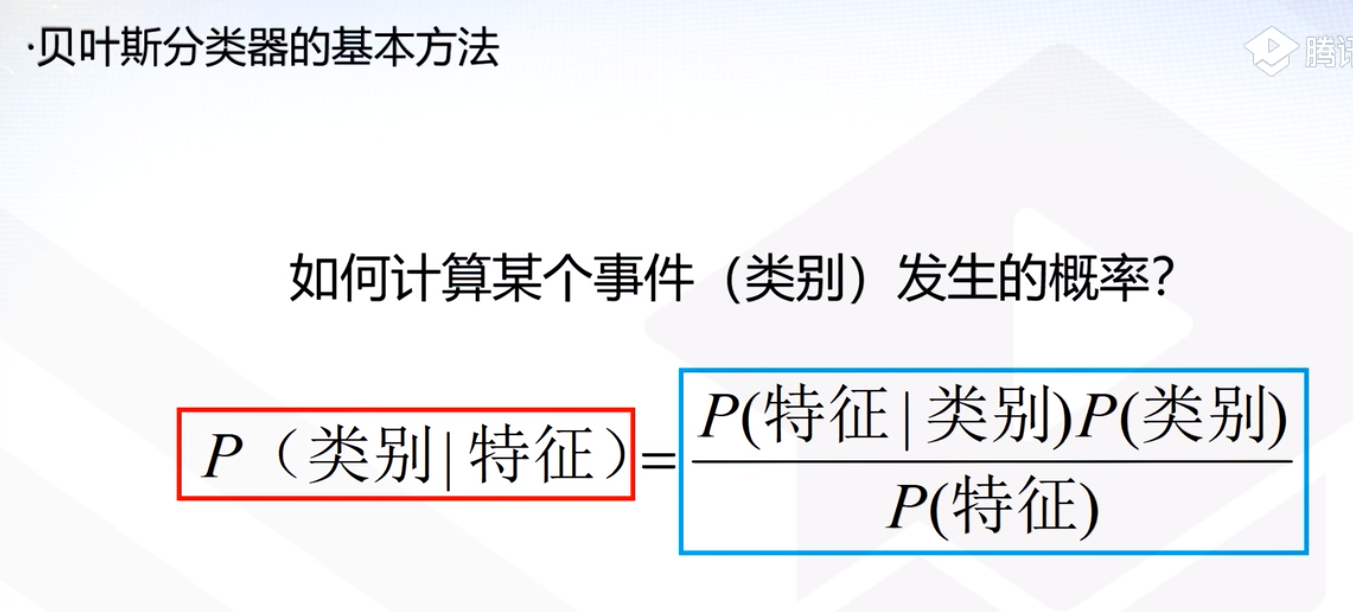 ·贝叶斯分类器的基本方法
腾讯
如何计算某个事件（类别）发生的概率？
P（类别|特征）=
P(特征|类别)P(类别)
P(特征)